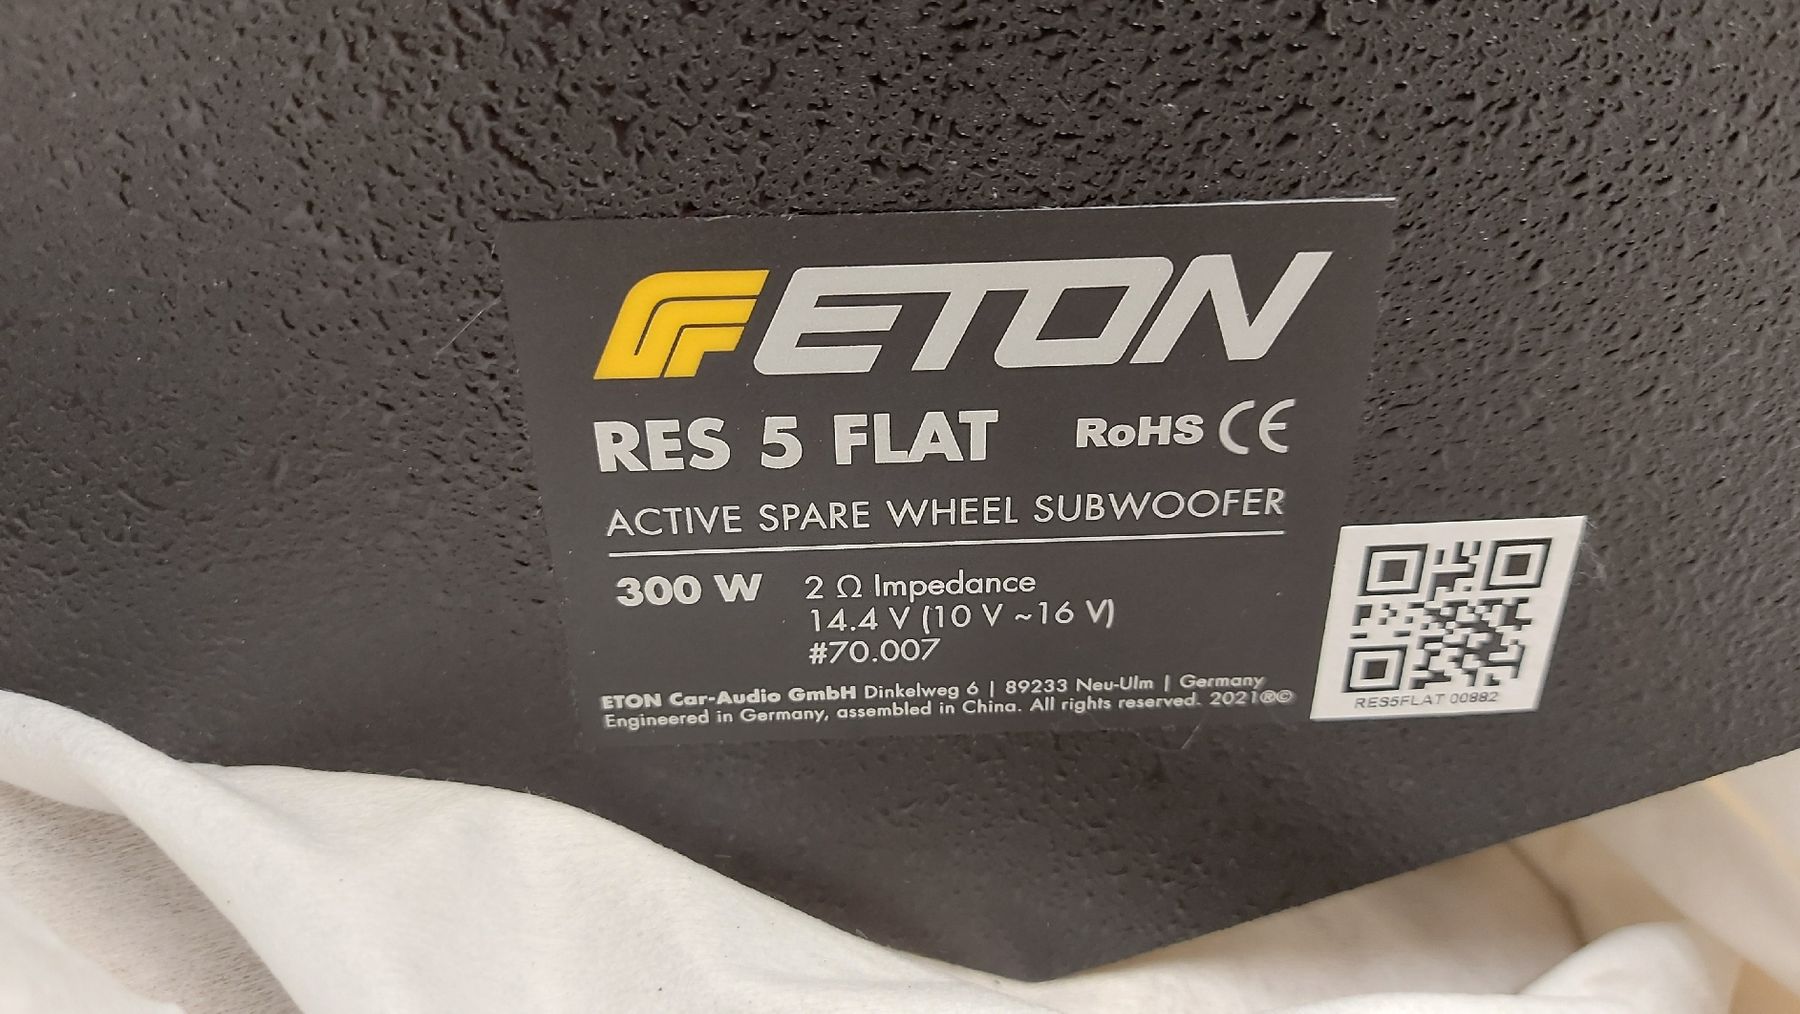 ETON
RES 5 FLAT RoHS CE
ACTIVE SPARE WHEEL SUBWOOFER
300 W 2 Ω Impedance
14.4 V (10 V ~16 V)
#70.007
ETON Car-Audio GmbH Dinkelweg 6 | 89233 Neu-Ulm | Germany
Engineered in Germany, assembled in China. All rights reserved. 2021®©
RES5FLAT 00882